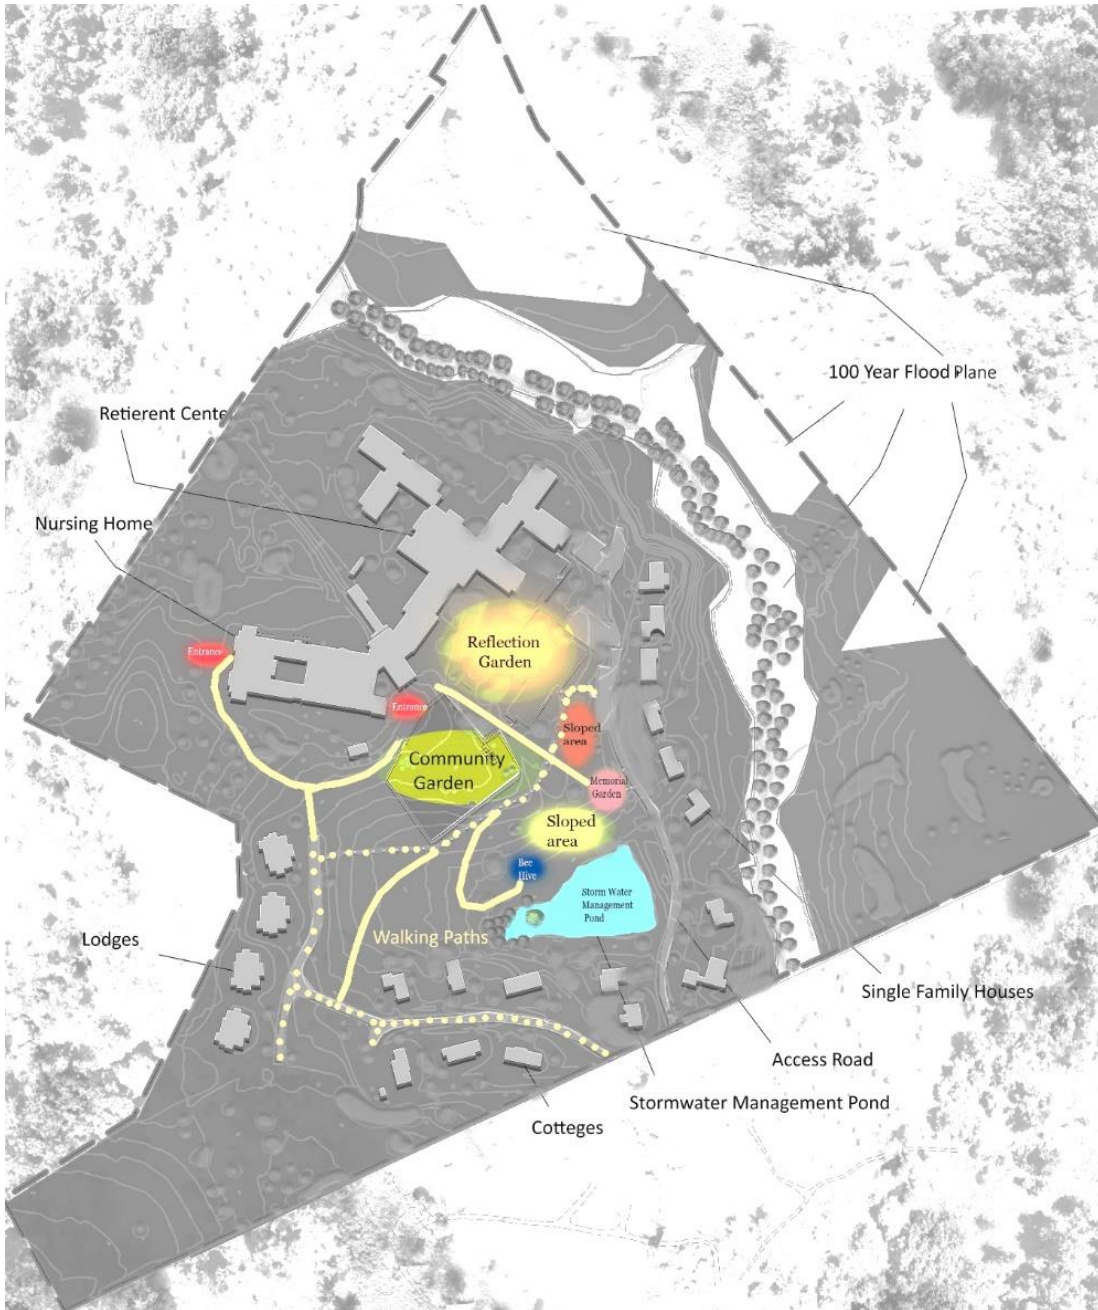 100 Year Flood Plane
Retierent Cente
Nursing Home
Entrance
Reflection
Garden
Entrance
Sloped
area
Community
Garden
Memorial
Garden
Sloped
area
Bee
Hive
Storm Water
Management
Pond
Walking Paths
Lodges
Single Family Houses
Access Road
Stormwater Management Pond
Cotteges